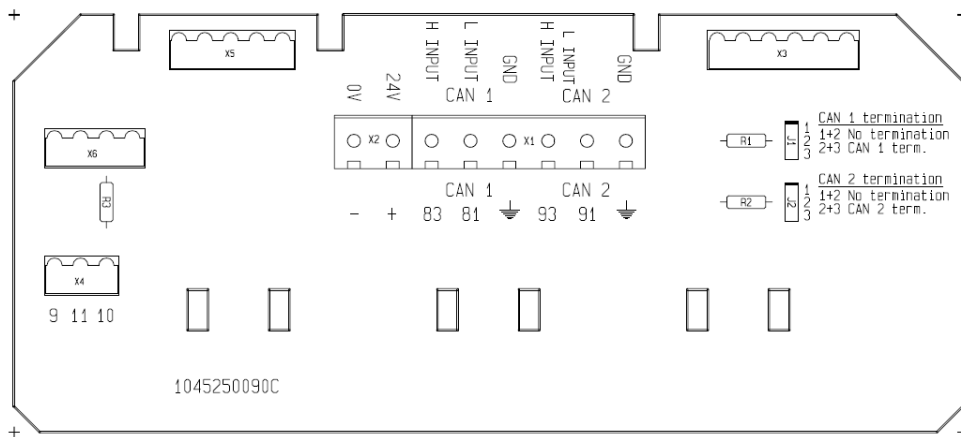 X5
H INPUT
L INPUT
GND
H INPUT
L INPUT
GND
X3
0V
24V
CAN 1
CAN 2
X2
X1
X6
R3
R1
J1
1
2
3
CAN 1 termination
1+2 No termination
2+3 CAN 1 term.
CAN 1
CAN 2
R2
J2
1
2
3
CAN 2 termination
1+2 No termination
2+3 CAN 2 term.
- + 83 81 93 91
X4
9 11 10
1045250090C